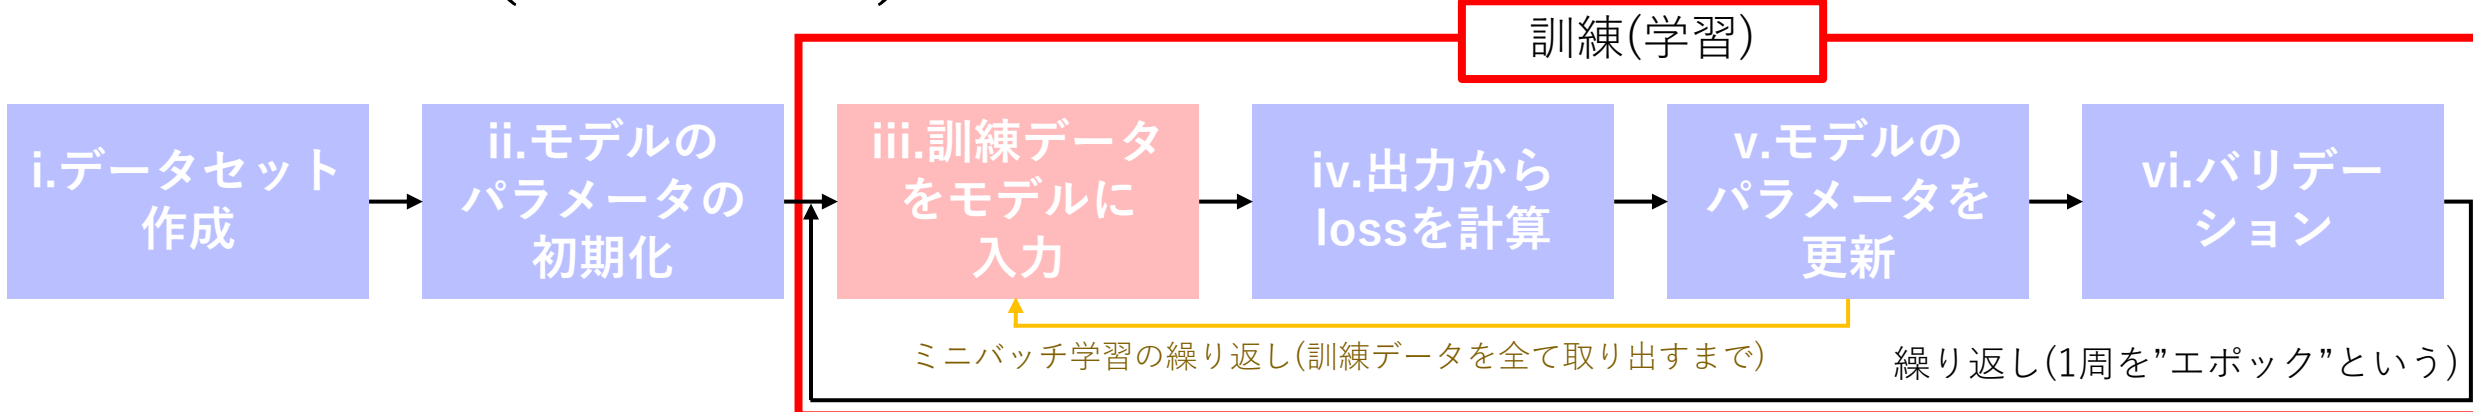 訓練(学習)
i.データセット
作成
ii.モデルの
パラメータの
初期化
iii.訓練データ
をモデルに
入力
iv.出力から
lossを計算
v.モデルの
パラメータを
更新
vi.バリデー
ション
ミニバッチ学習の繰り返し(訓練データを全て取り出すまで)
繰り返し(1周を”エポック”という)